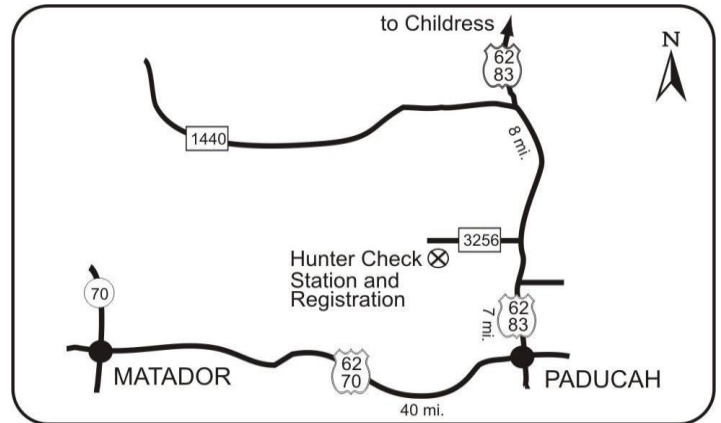 to Childress
N
62
83
1440
8 mi.
3256
Hunter Check
Station and
Registration
70
62
83
7 mi.
MATADOR
62
70
PADUCAH
40 mi.